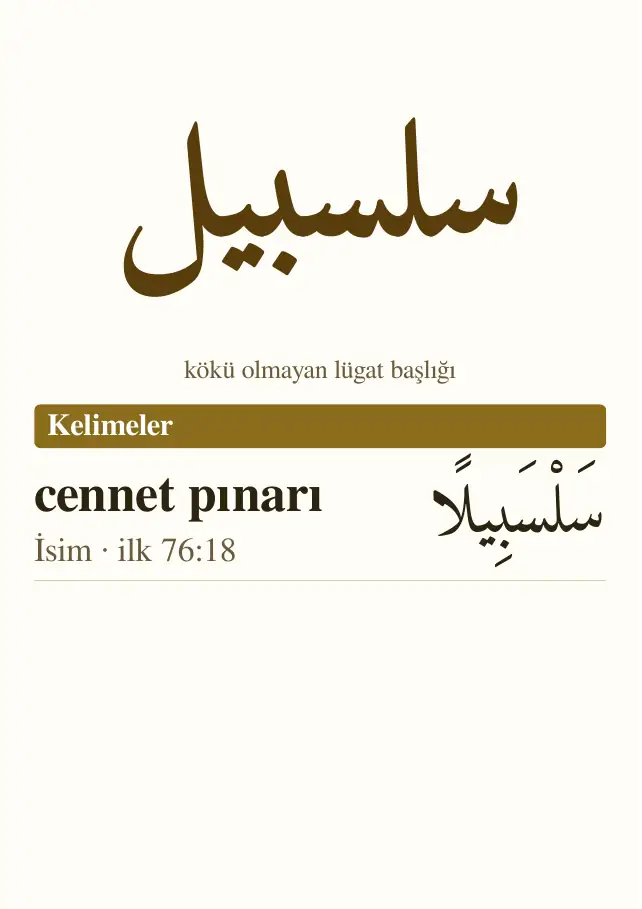 سلسبيل
kökü olmayan lügat başlığı
Kelimeler
cennet pınarı سَلْسَبِيلًا
İsim · ilk 76:18